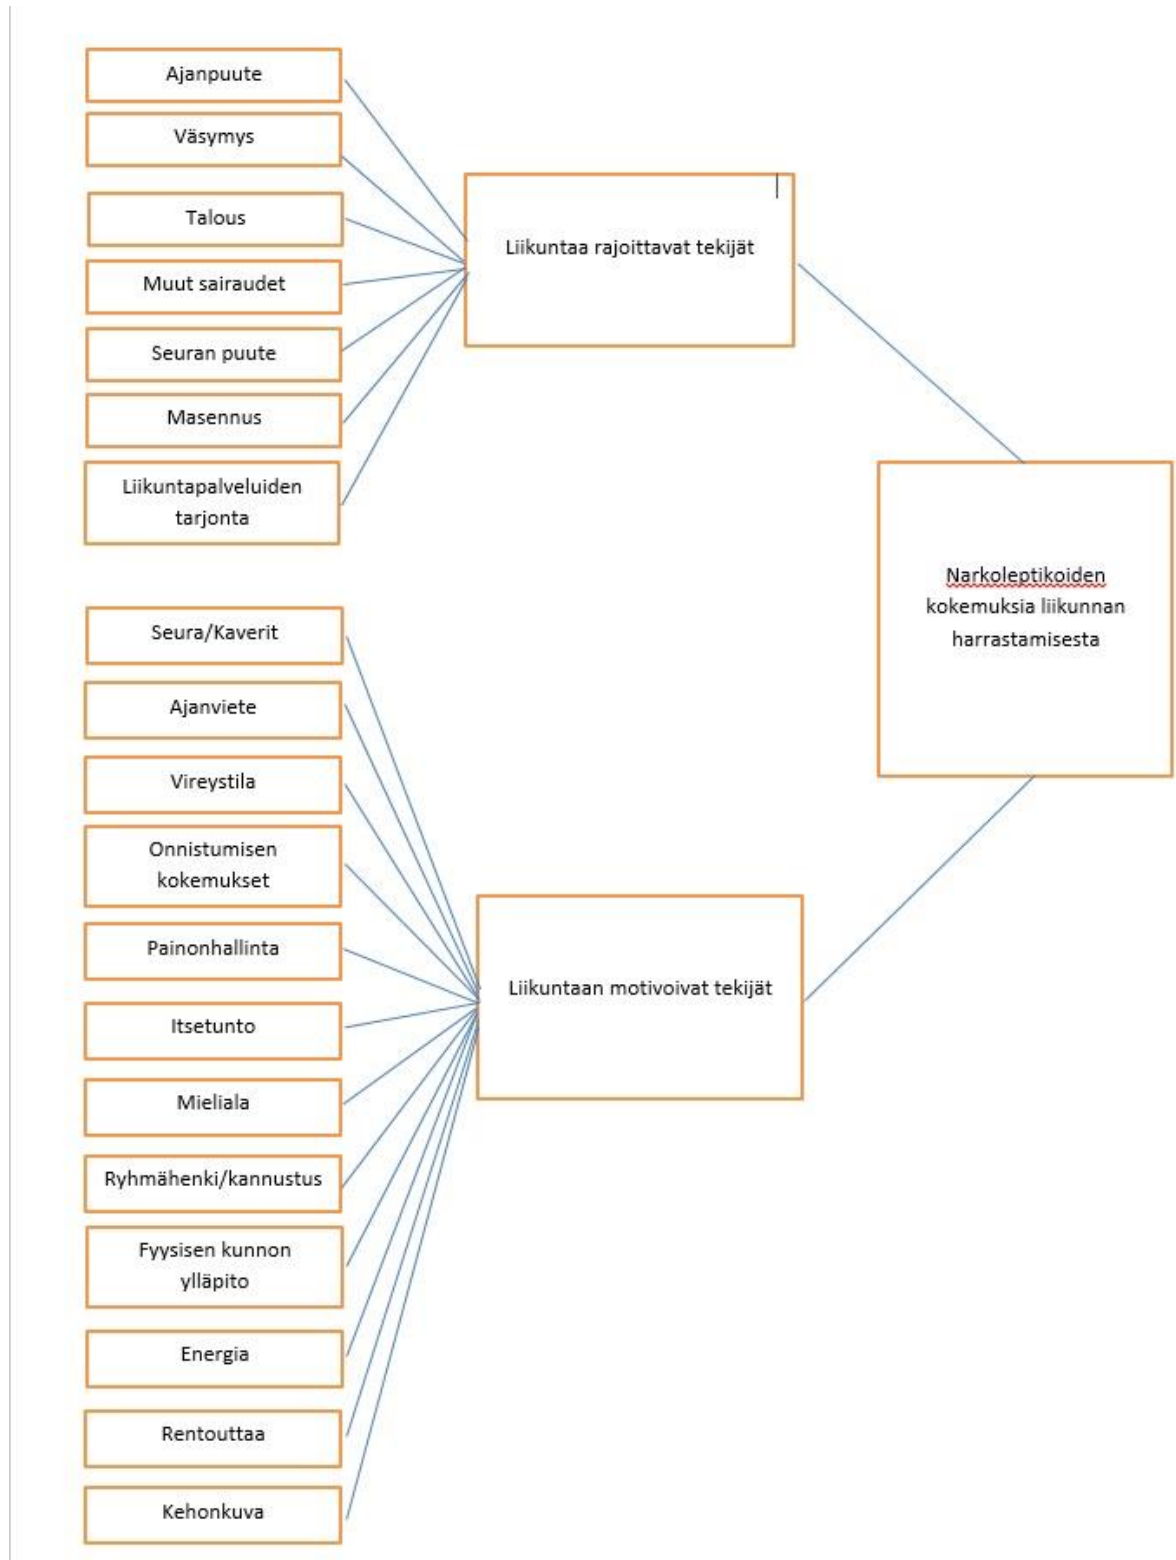 Ajanpuute
Väsymys
Talous
Muut sairaudet
Seuran puute
Masennus
Liikuntapalveluiden
tarjonta
Liikuntaa rajoittavat tekijät
Narkoleptikoiden
kokemuksia liikunnan
harrastamisesta
Seura/Kaverit
Ajanviete
Vireystila
Onnistumisen
kokemukset
Painonhallinta
Itsetunto
Mieliala
Ryhmähenki/kannustus
Fyysisen kunnon
ylläpito
Energia
Rentouttaa
Kehonkuva
Liikuntaan motivoivat tekijät